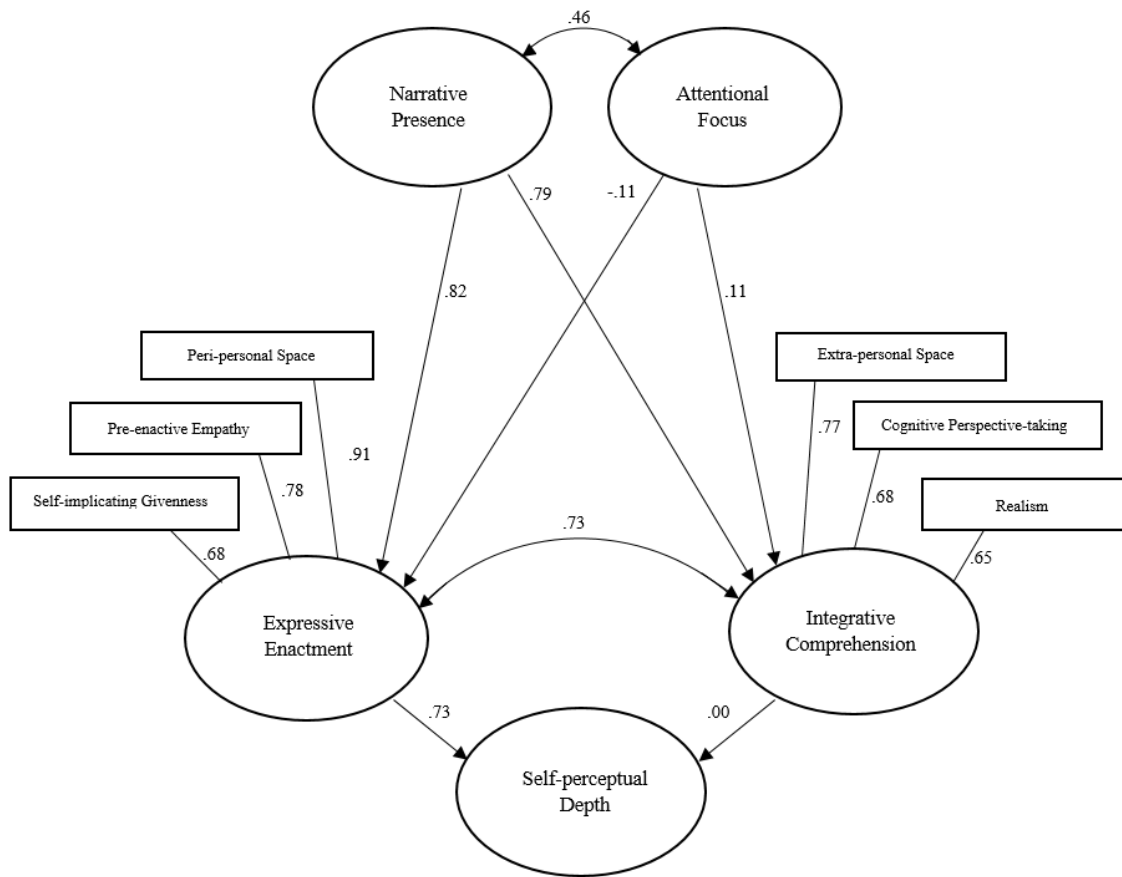 .46
Narrative
Presence
Attentional
Focus
.79
-.11
.82
.11
Peri-personal Space
Extra-personal Space
Pre-enactive Empathy
Cognitive Perspective-taking
.91
.77
Self-implicating Givenness
.78
.68
Realism
.68
.73
.65
Expressive
Enactment
Integrative
Comprehension
.73
.00
Self-perceptual
Depth